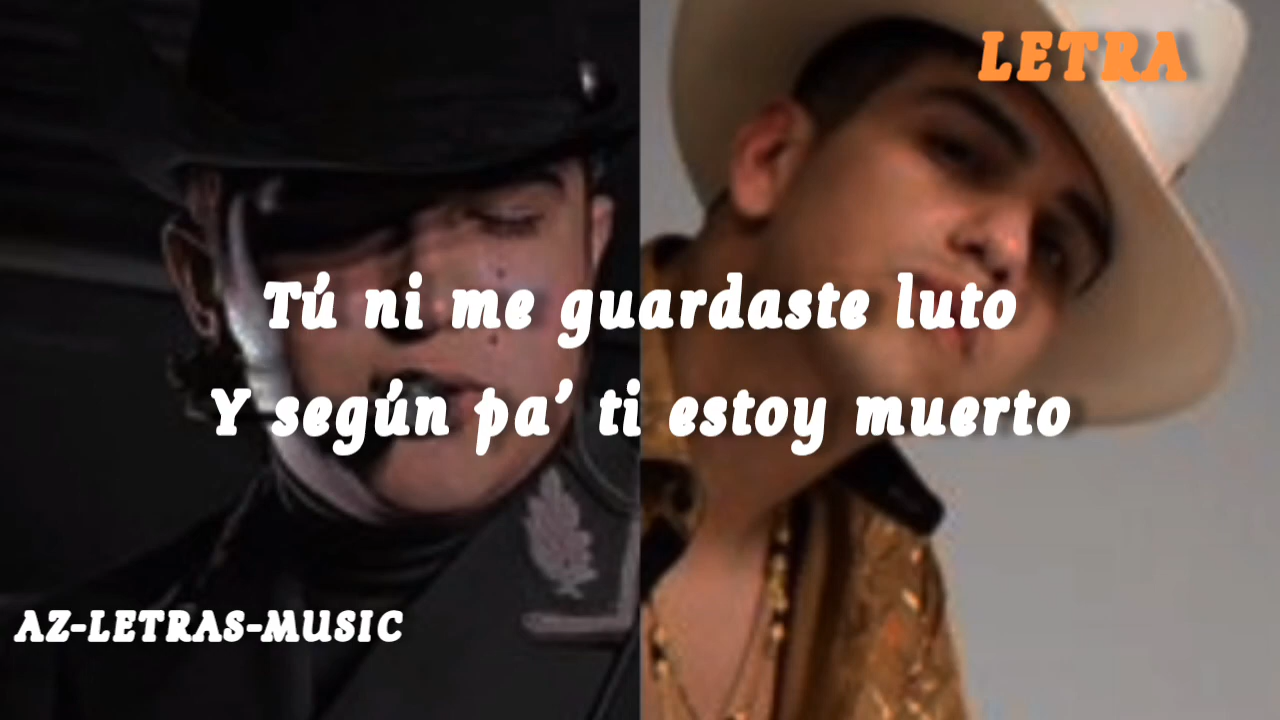 LETRA
Tú ni me guardaste luto
Y según pa’ ti estoy muerto
AZ-LETRAS-MUSIC